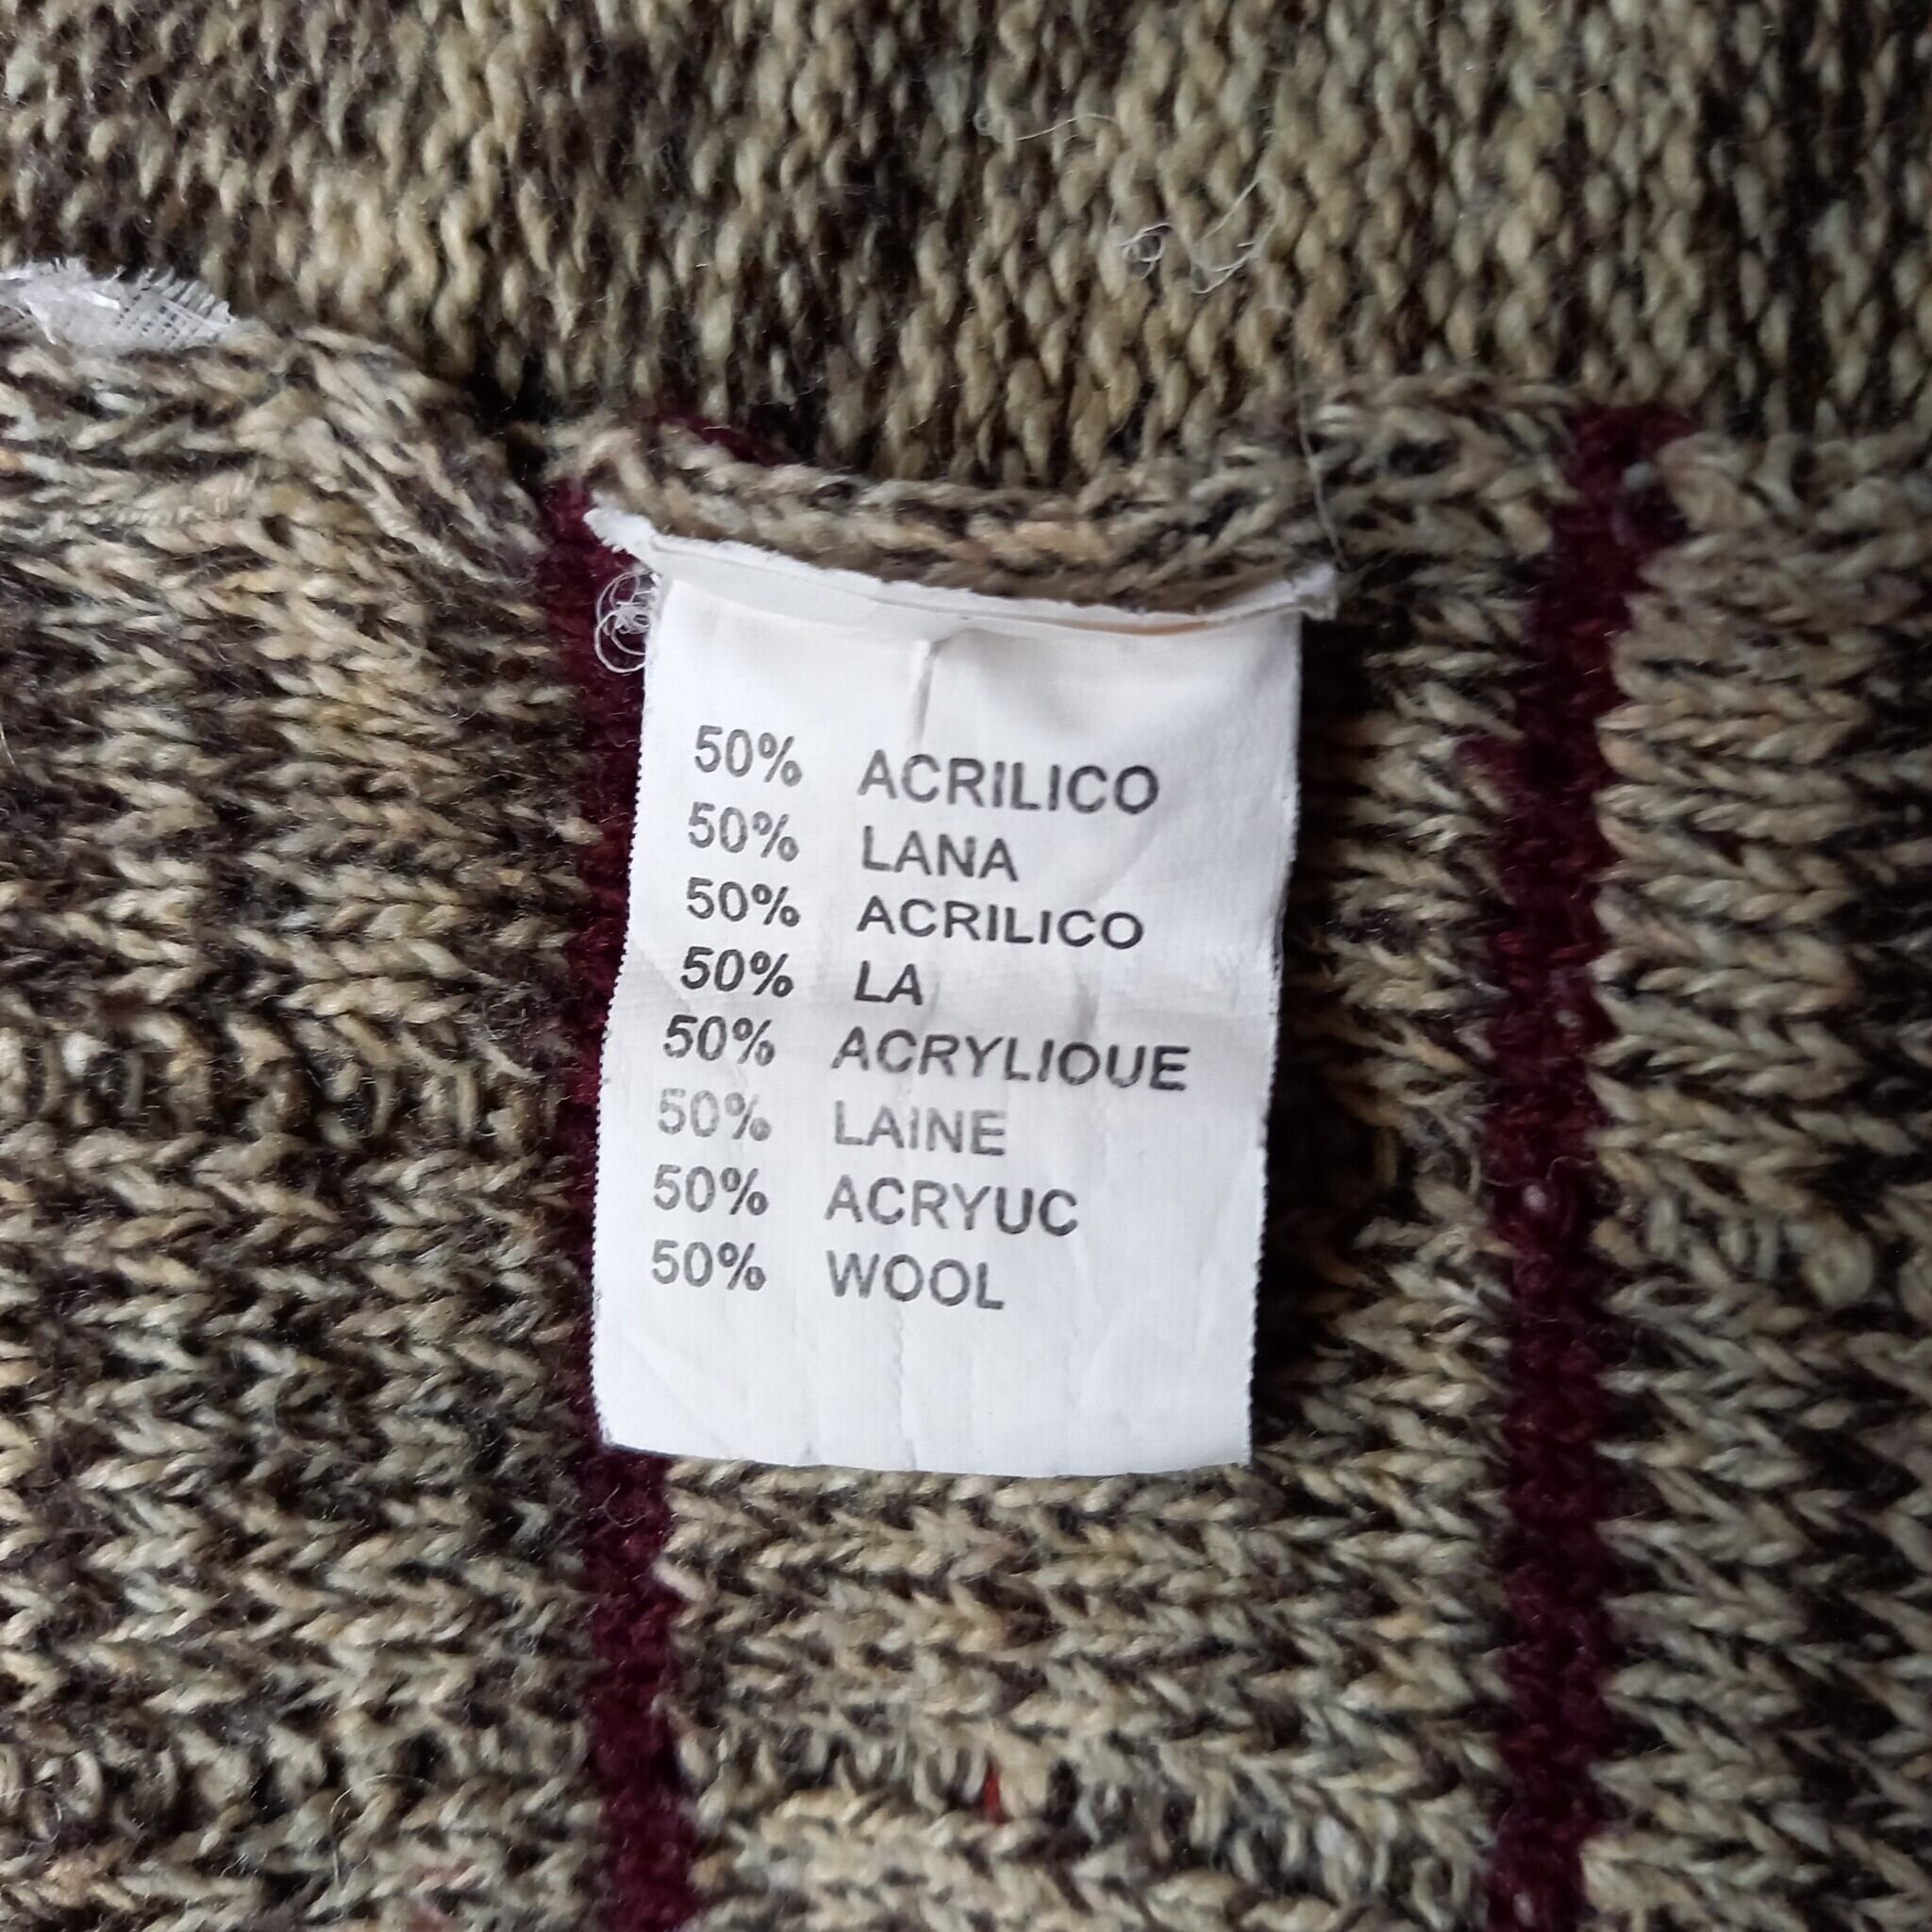 50% ACRILICO
50% LANA
50% ACRILICO
50% LA
50% ACRYLIOUE
50% LAINE
50% ACRYUC
50% WOOL